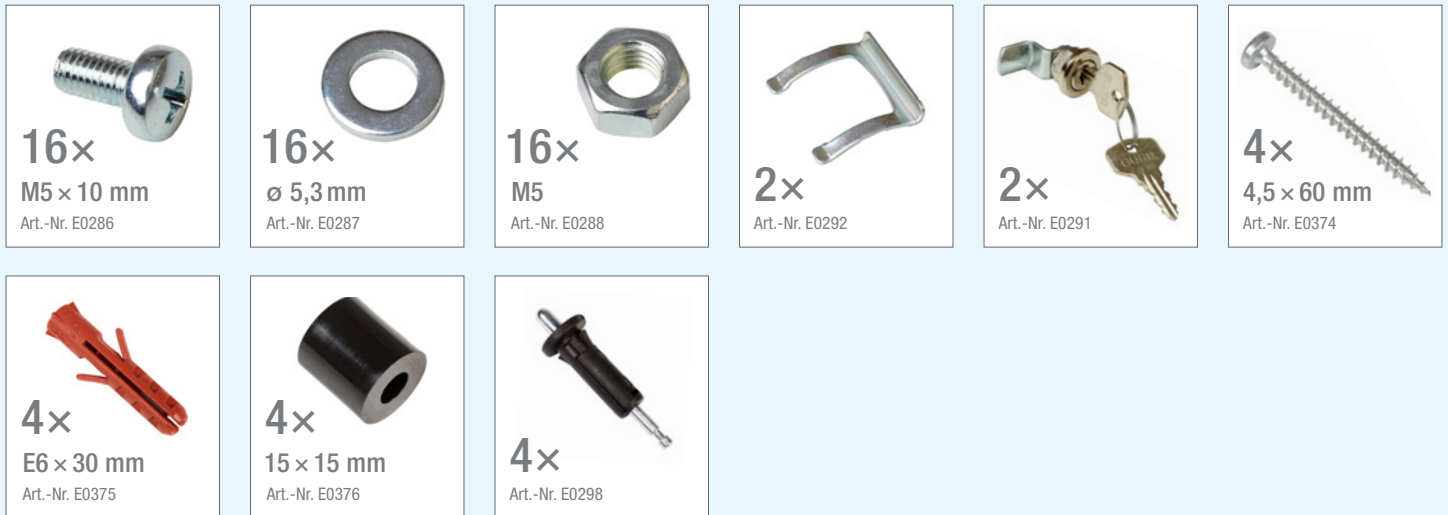 16×
M5 × 10 mm
Art.-Nr. E0286
16×
ø 5,3 mm
Art.-Nr. E0287
16×
M5
Art.-Nr. E0288
2×
Art.-Nr. E0292
2×
Art.-Nr. E0291
4×
4,5 × 60 mm
Art.-Nr. E0374
4×
E6 × 30 mm
Art.-Nr. E0375
4×
15 × 15 mm
Art.-Nr. E0376
4×
Art.-Nr. E0298